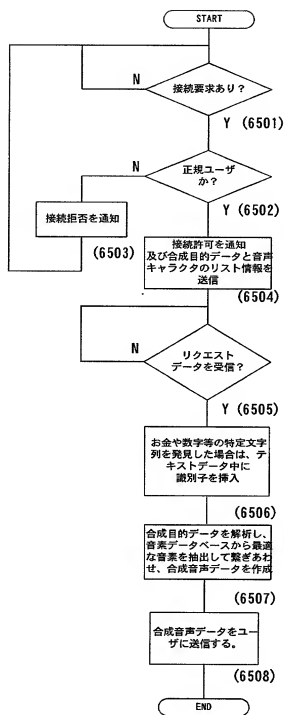 START
接続要求あり?
N
Y (6501)
正規ユーザ
か?
N
Y (6502)
接続拒否を通知
(6503)
接続許可を通知
及び合成目的データと音声
キャラクタのリスト情報を
送信
(6504)
リクエスト
データを受信?
N
Y (6505)
お金や数字等の特定文字
列を発見した場合は、テ
キストデータ中に
識別子を挿入
(6506)
合成目的データを解析し、
音素データベースから最適
な音素を抽出して繋ぎあわ
せ、合成音声データを作成
(6507)
合成音声データをユー
ザに送信する。
(6508)
END